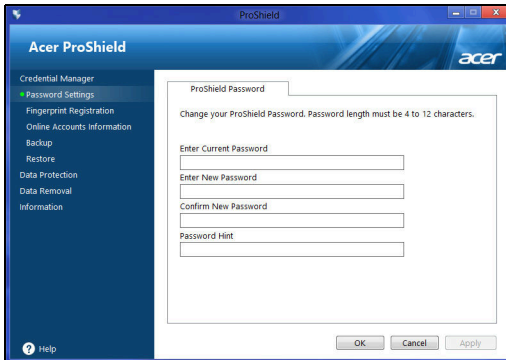 ProShield
Acer ProShield
acer
Credential Manager
Password Settings
Fingerprint Registration
Online Accounts Information
Backup
Restore
Data Protection
Data Removal
Information
Help
ProShield Password
Change your ProShield Password. Password length must be 4 to 12 characters.
Enter Current Password
Enter New Password
Confirm New Password
Password Hint
OK
Cancel
Apply